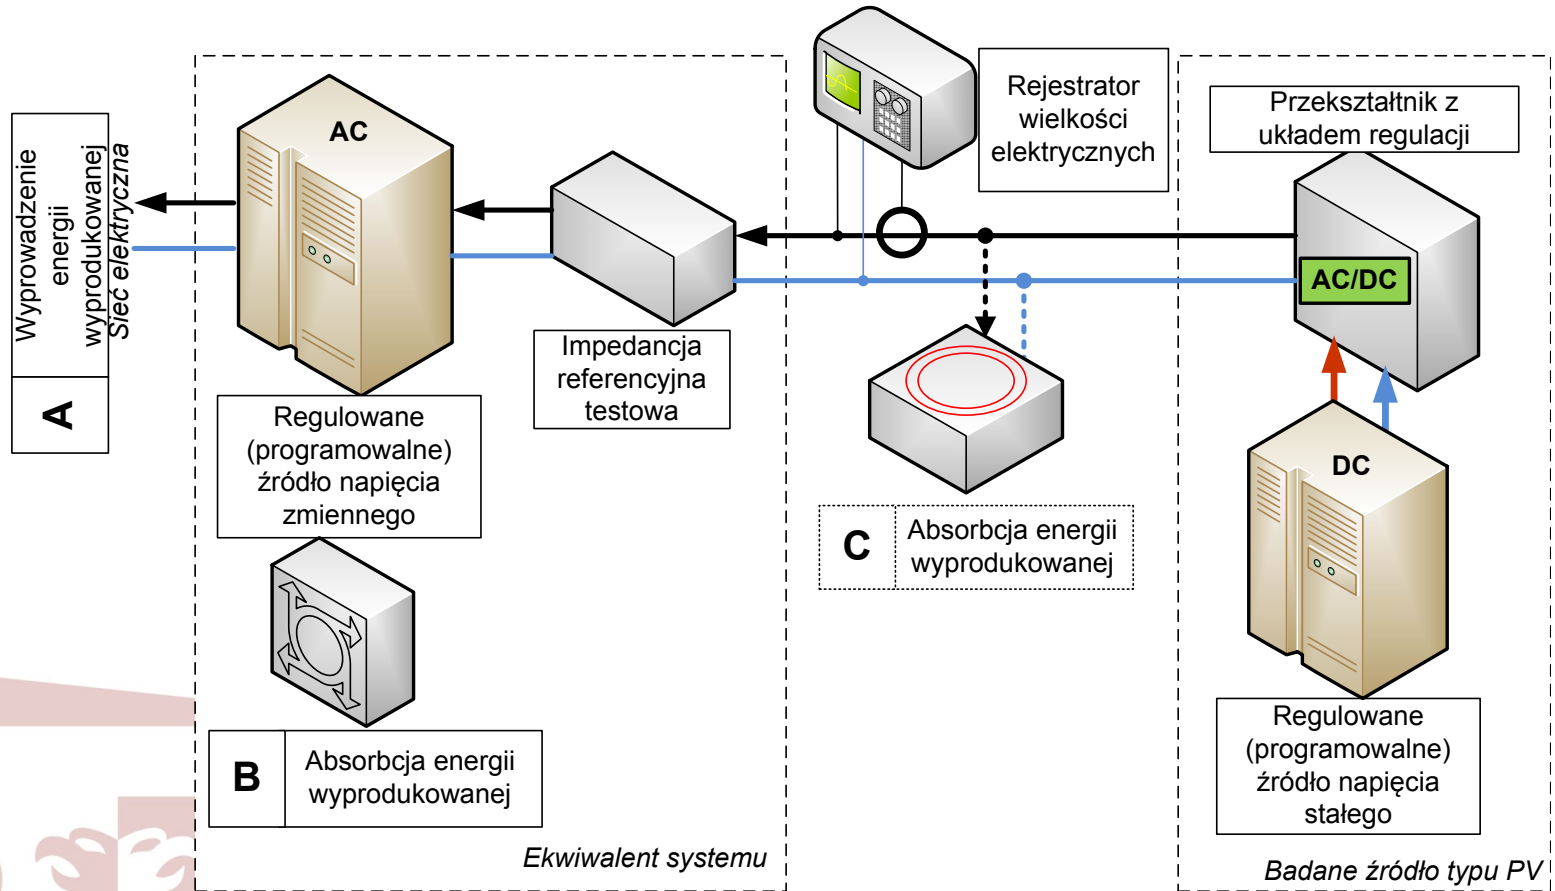 Wyprowadzenie
energii
wyprodukowanej
Sieć elektryczna
A
AC
Regulowane
(programowalne)
źródło napięcia
zmiennego
B
Absorbcja energii
wyprodukowanej
Impedancja
referencyjna
testowa
Ekwiwalent systemu
Rejestrator
wielkości
elektrycznych
C
Absorbcja energii
wyprodukowanej
Przekształtnik z
układem regulacji
AC/DC
DC
Regulowane
(programowalne)
źródło napięcia
stałego
Badane źródło typu PV